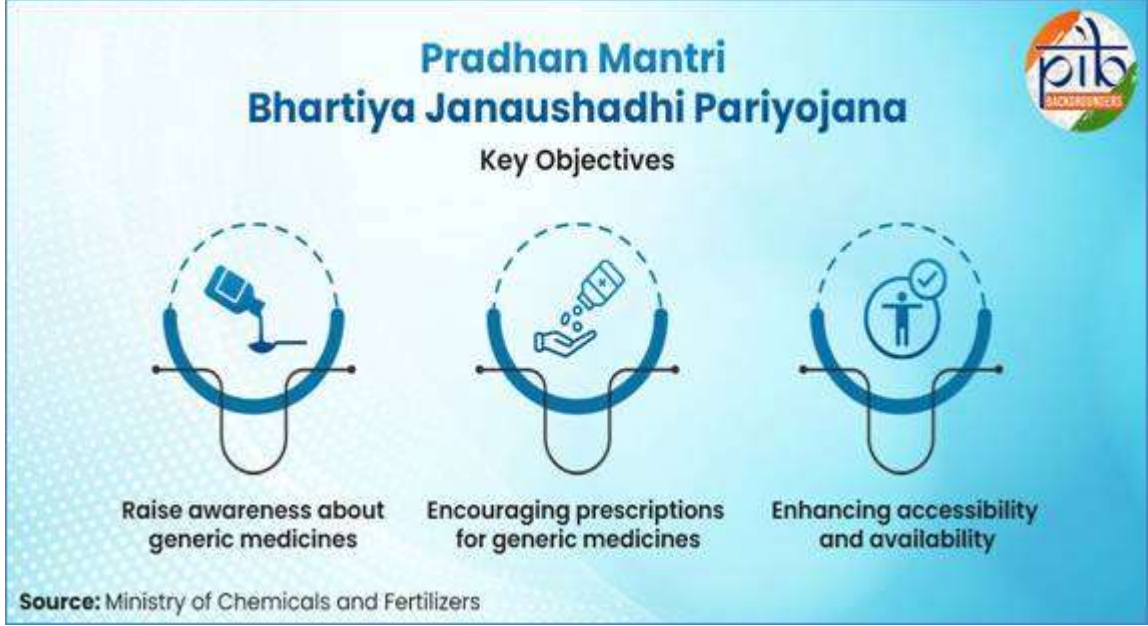 Pradhan Mantri
Bhartiya Janaushadhi Pariyojana
Key Objectives
pib
BACKGROUNDERS
Raise awareness about
generic medicines
Encouraging prescriptions
for generic medicines
Enhancing accessibility
and availability
Source: Ministry of Chemicals and Fertilizers